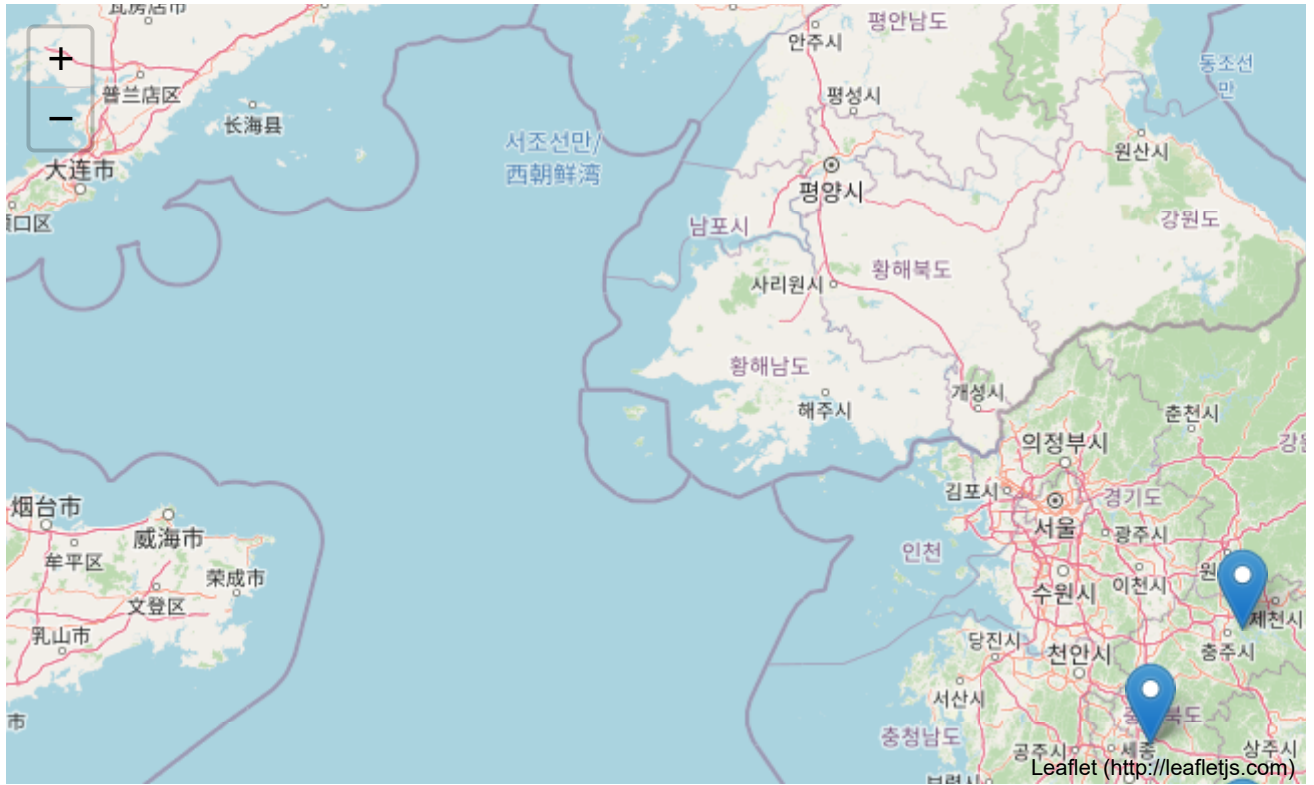 瓦房店市
안주시
평안남도
+
동조선
만
普兰店区
평성시
−
长海县
서조선만/
西朝鲜湾
원산시
大连市
평양시
口区
남포시
강원도
황해북도
사리원시
황해남도
개성시
해주시
춘천시
의정부시
김포시
경기도
烟台市
서울
광주시
威海市
인천
牟平区
荣成市
이천시
수원시
文登区
제천시
乳山市
당진시
충주시
천안시
서산시
북도
市
충청남도
공주시
세종
상주시
Leaflet (http://leafletjs.com)